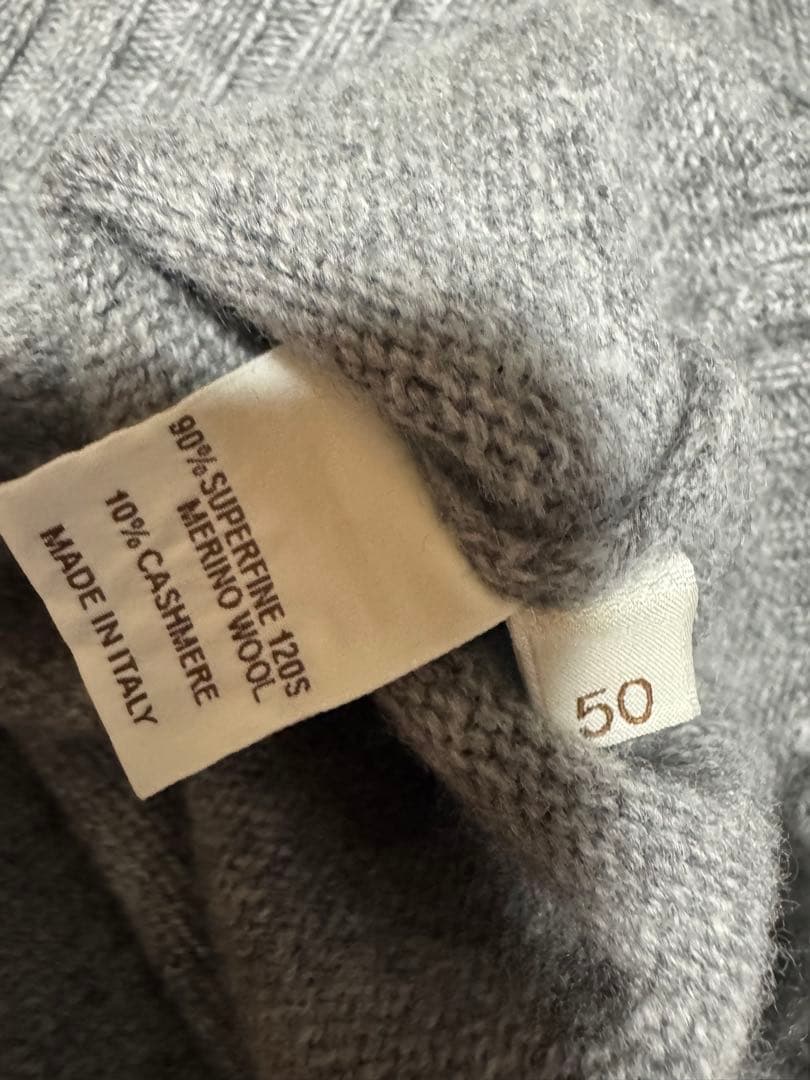 90% SUPERFINE 120S
MERINO WOOL
10% CASHMERE
MADE IN ITALY
50